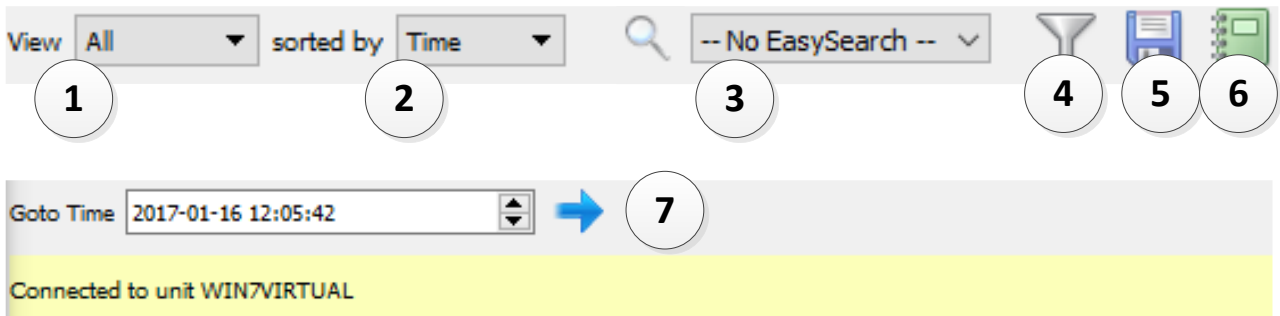 View All sorted by Time -- No EasySearch --
1 2 3 4 5 6
Goto Time 2017-01-16 12:05:42 7
Connected to unit WIN7VIRTUAL